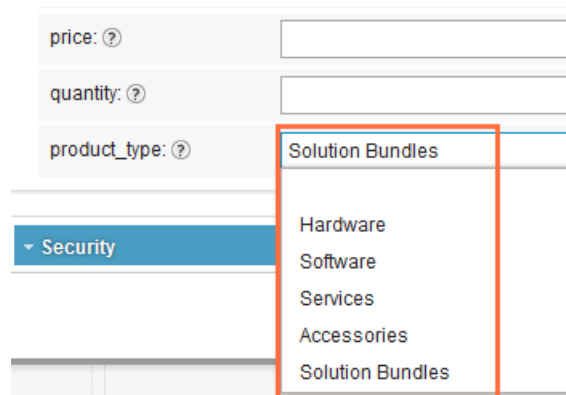 price: ?
quantity: ?
product_type: ? Solution Bundles
Hardware
Security
Software
Services
Accessories
Solution Bundles